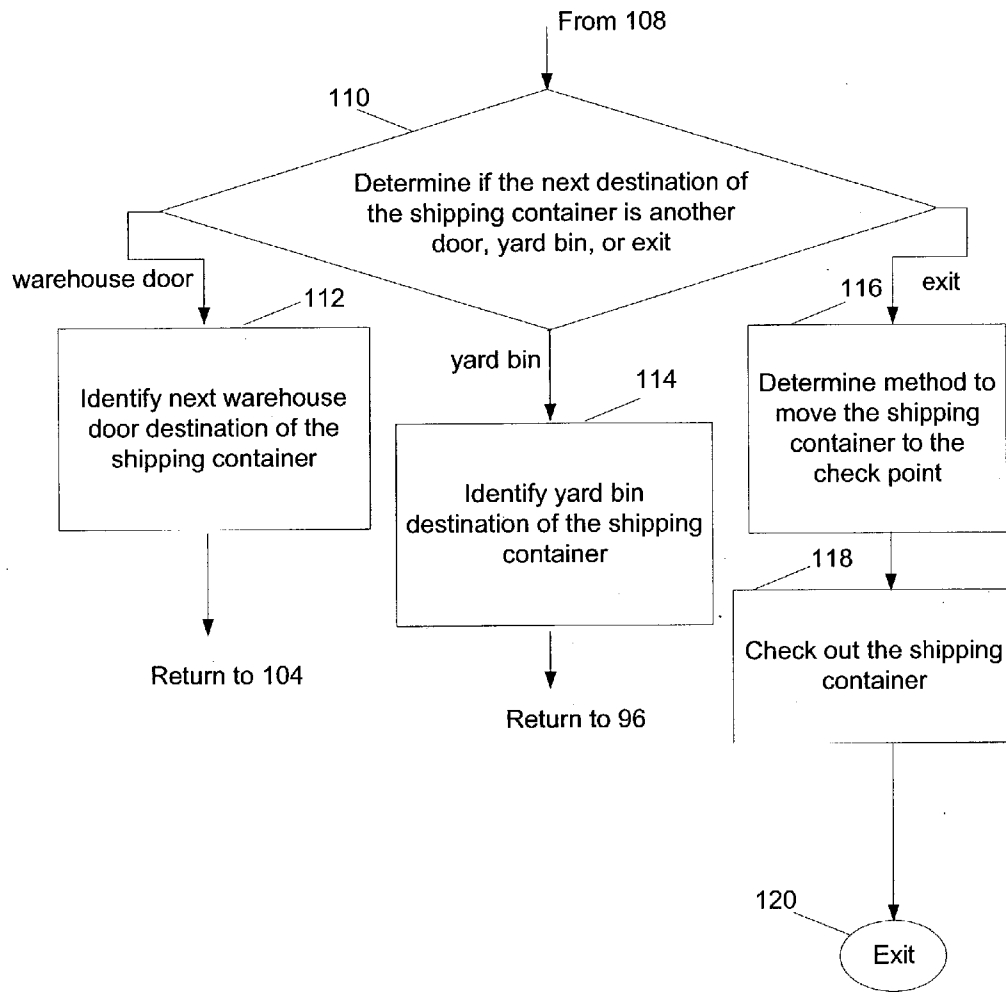 From 108
110
Determine if the next destination of
the shipping container is another
door, yard bin, or exit
warehouse door
exit
112
116
yard bin
114
Identify next warehouse
door destination of the
shipping container
Determine method to
move the shipping
container to the
check point
Identify yard bin
destination of the shipping
container
118
Check out the shipping
container
Return to 104
Return to 96
120
Exit